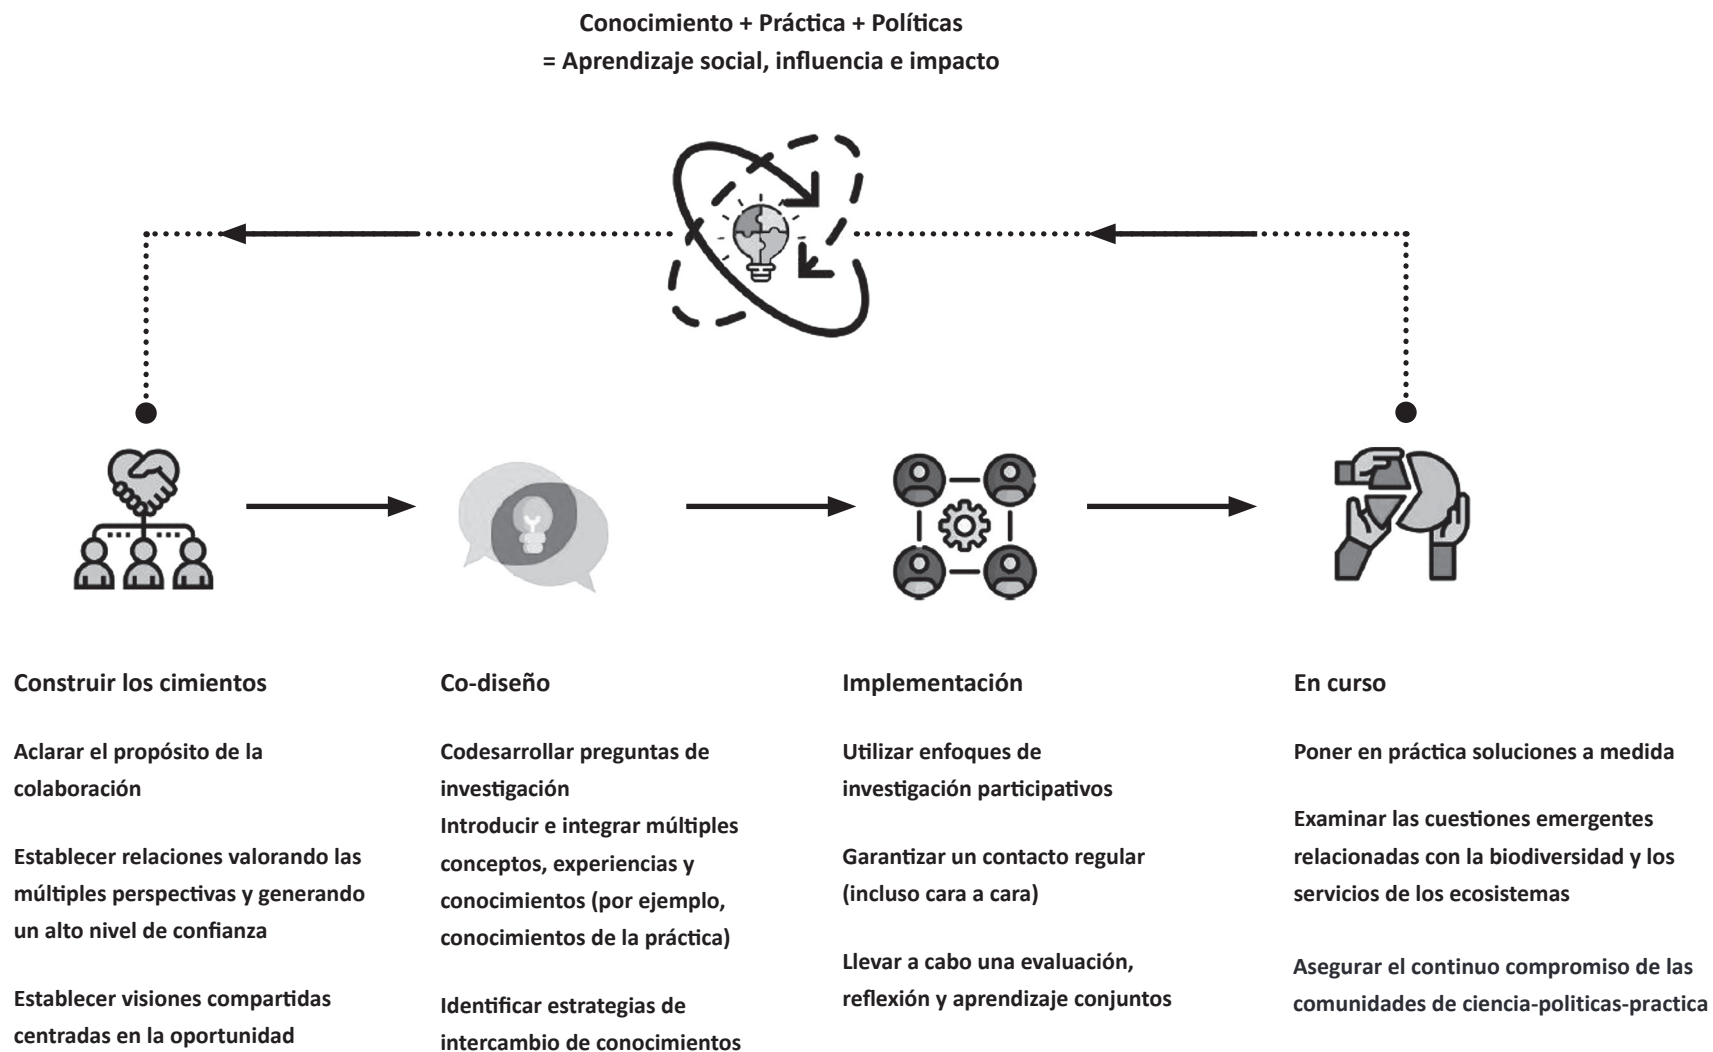 Conocimiento + Práctica + Políticas
= Aprendizaje social, influencia e impacto
Construir los cimientos
Aclarar el propósito de la
colaboración
Establecer relaciones valorando las
múltiples perspectivas y generando
un alto nivel de confianza
Establecer visiones compartidas
centradas en la oportunidad
Co-diseño
Codesarrollar preguntas de
investigación
Introducir e integrar múltiples
conceptos, experiencias y
conocimientos (por ejemplo,
conocimientos de la práctica)
Identificar estrategias de
intercambio de conocimientos
Implementación
Utilizar enfoques de
investigación participativos
Garantizar un contacto regular
(incluso cara a cara)
Llevar a cabo una evaluación,
reflexión y aprendizaje conjuntos
En curso
Poner en práctica soluciones a medida
Examinar las cuestiones emergentes
relacionadas con la biodiversidad y los
servicios de los ecosistemas
Asegurar el continuo compromiso de las
comunidades de ciencia-politicas-practica